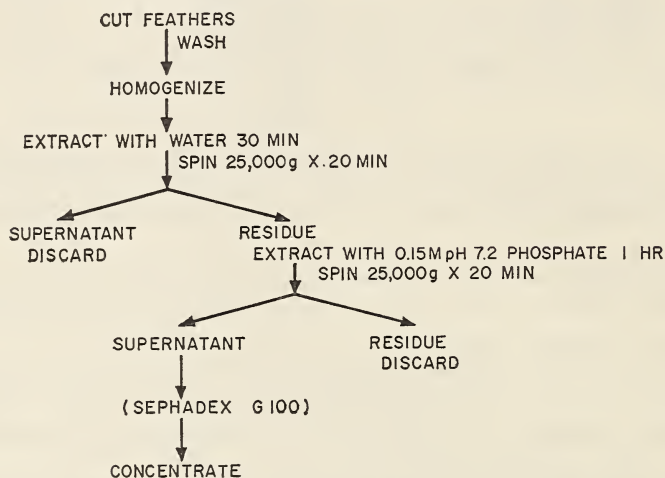 CUT FEATHERS
WASH
HOMOGENIZE
EXTRACT WITH WATER 30 MIN
SPIN 25,000g X.20 MIN
SUPERNATANT
DISCARD
RESIDUE
EXTRACT WITH 0.15M pH 7.2 PHOSPHATE 1 HR
SPIN 25,000g X 20 MIN
SUPERNATANT
RESIDUE
DISCARD
(SEPHADEX G 100)
CONCENTRATE